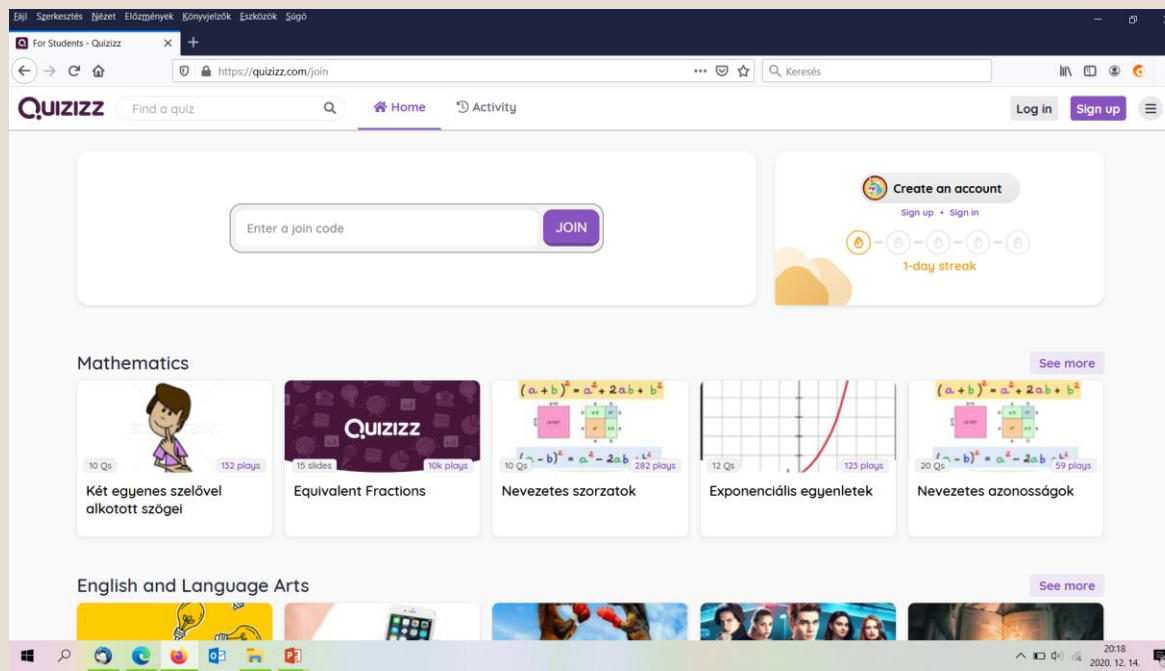 Fájl Szerkesztés Nézet Előzmények Könyvjelzők Eszközök Súgó
For Students - Quizizz
https://quizizz.com/join
Keresés
QUIZIZZ
Find a quiz
Home
Activity
Log in
Sign up
Enter a join code
JOIN
Create an account
Sign up • Sign in
1-day streak
Mathematics
See more
10 Qs
132 plays
Két egyenes szelővel
alkotott szögei
QUIZIZZ
15 slides
10k plays
Equivalent Fractions
(a + b)² = a² + 2ab + b²
10 Qs
282 plays
Nevezetes szorzatok
12 Qs
123 plays
Exponenciális egyenletek
(a + b)² = a² + 2ab + b²
20 Qs
59 plays
Nevezetes azonosságok
English and Language Arts
See more
20:18
2020. 12. 14.